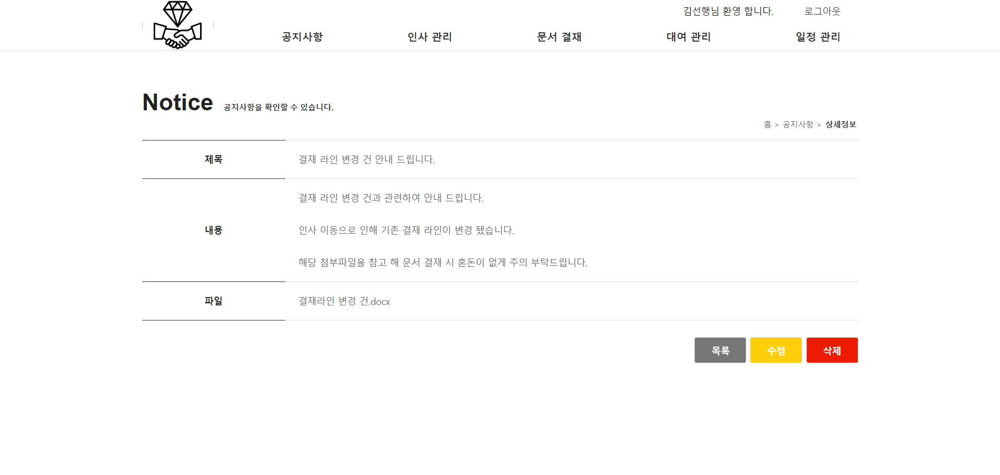 김선행님 환영 합니다. 로그아웃
공지사항 인사 관리 문서 결재 대여 관리 일정 관리
Notice 공지사항을 확인할 수 있습니다.
홈 > 공지사항 > 상세정보
제목 결재 라인 변경 건 안내 드립니다.
결재 라인 변경 건과 관련하여 안내 드립니다.
내용 인사 이동으로 인해 기존 결재 라인이 변경 됐습니다.
해당 첨부파일을 참고 해 문서 결재 시 혼돈이 없게 주의 부탁드립니다.
파일 결재라인 변경 건.docx
목록 수정 삭제